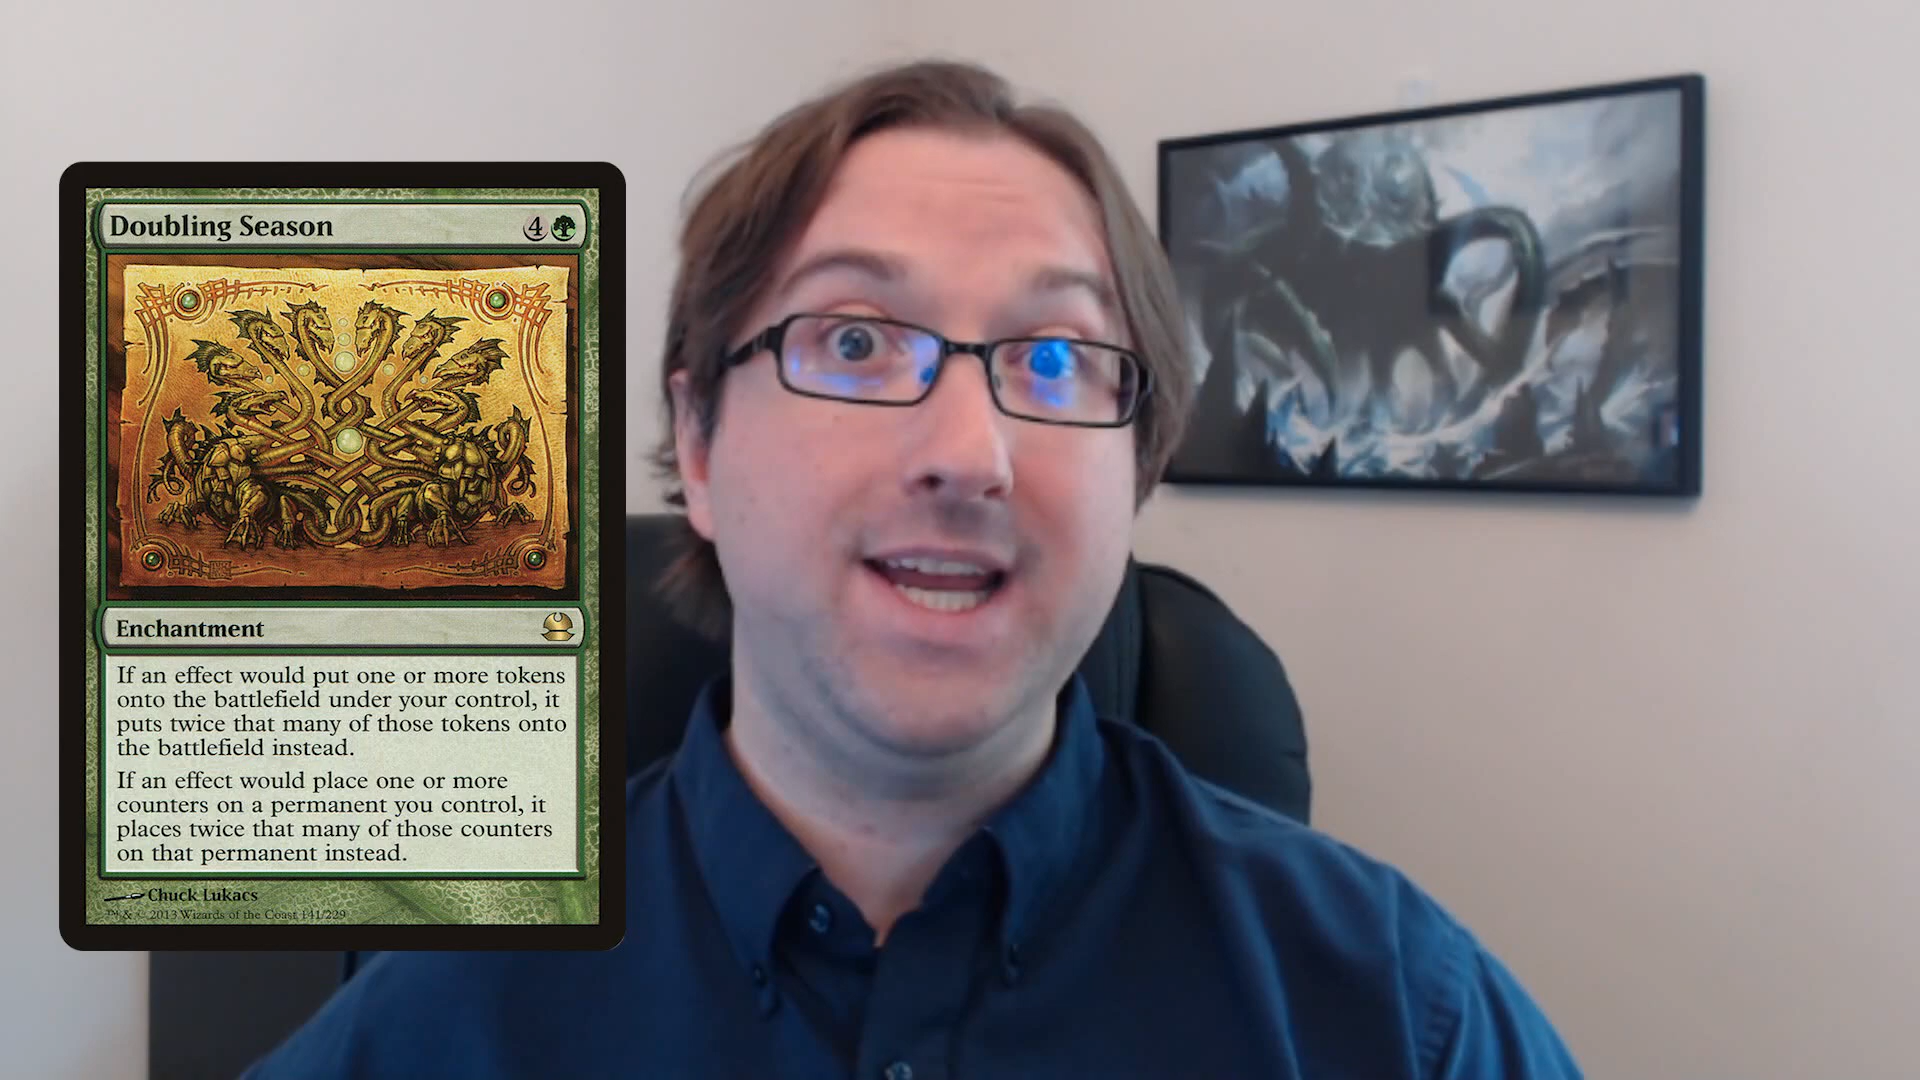 Doubling Season 4
Enchantment
If an effect would put one or more tokens
onto the battlefield under your control, it
puts twice that many of those tokens onto
the battlefield instead.
If an effect would place one or more
counters on a permanent you control, it
places twice that many of those counters
on that permanent instead.
Chuck Lukacs
™ & © 2013 Wizards of the Coast 141/229